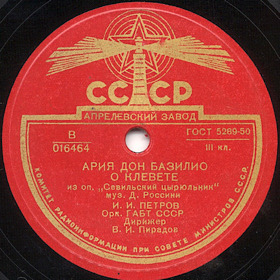 СССР
АПРЕЛЕВСКИЙ ЗАВОД
В
016464
ГОСТ 5289-50
III кл.
АРИЯ ДОН БАЗИЛИО
О КЛЕВЕТЕ
из оп. „Севильский цырюльник“
муз. Д. Россини
И. И. ПЕТРОВ
Орк. ГАБТ СССР
Дирижер
В. И. Пирадов
КОМИТЕТ РАДИОИНФОРМАЦИИ ПРИ СОВЕТЕ МИНИСТРОВ СССР